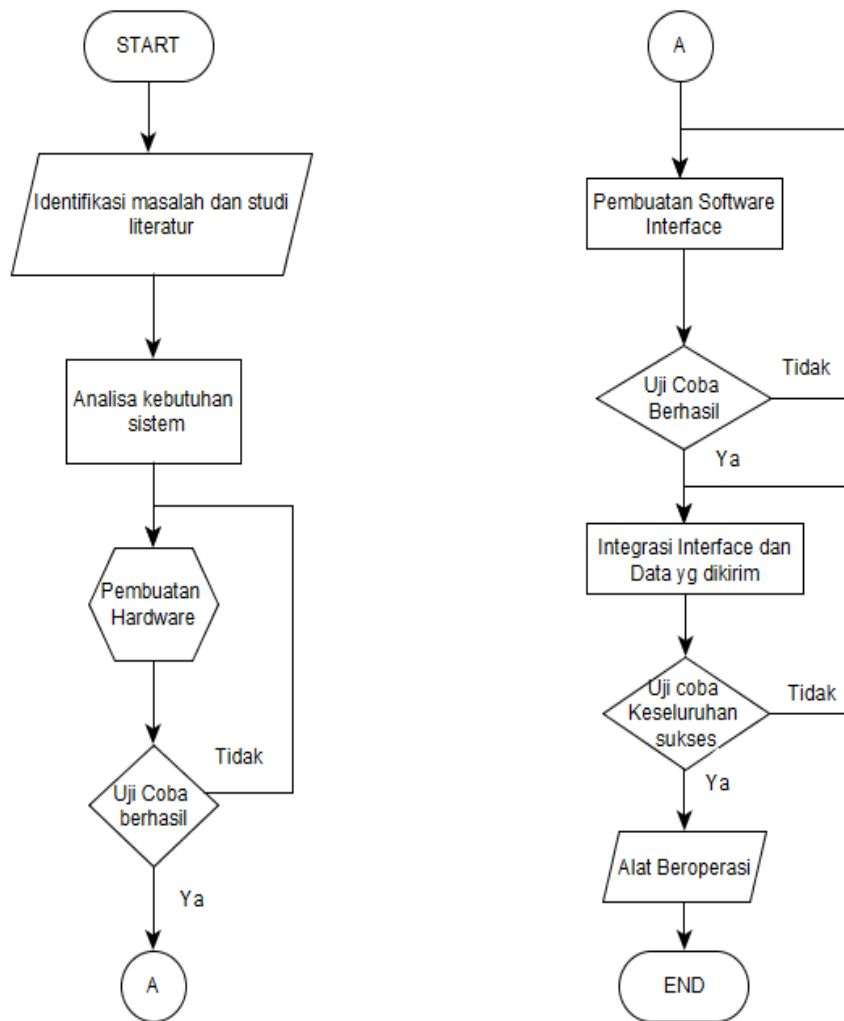 START
Identifikasi masalah dan studi
literatur
Analisa kebutuhan
sistem
Pembuatan
Hardware
Tidak
Uji Coba
berhasil
Ya
A
A
Pembuatan Software
Interface
Tidak
Uji Coba
Berhasil
Ya
Integrasi Interface dan
Data yg dikirim
Uji coba
Keseluruhan
sukses
Tidak
Ya
Alat Beroperasi
END